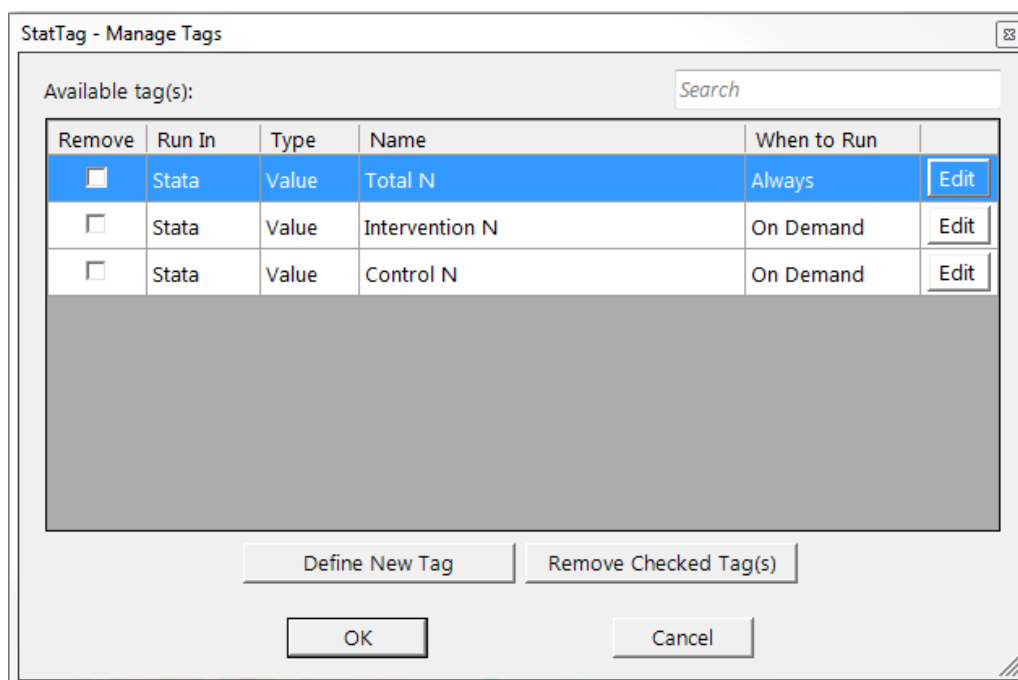 StatTag - Manage Tags
Available tag(s): Search
Remove Run In Type Name When to Run
Stata Value Total N Always Edit
Stata Value Intervention N On Demand Edit
Stata Value Control N On Demand Edit
Define New Tag Remove Checked Tag(s)
OK Cancel